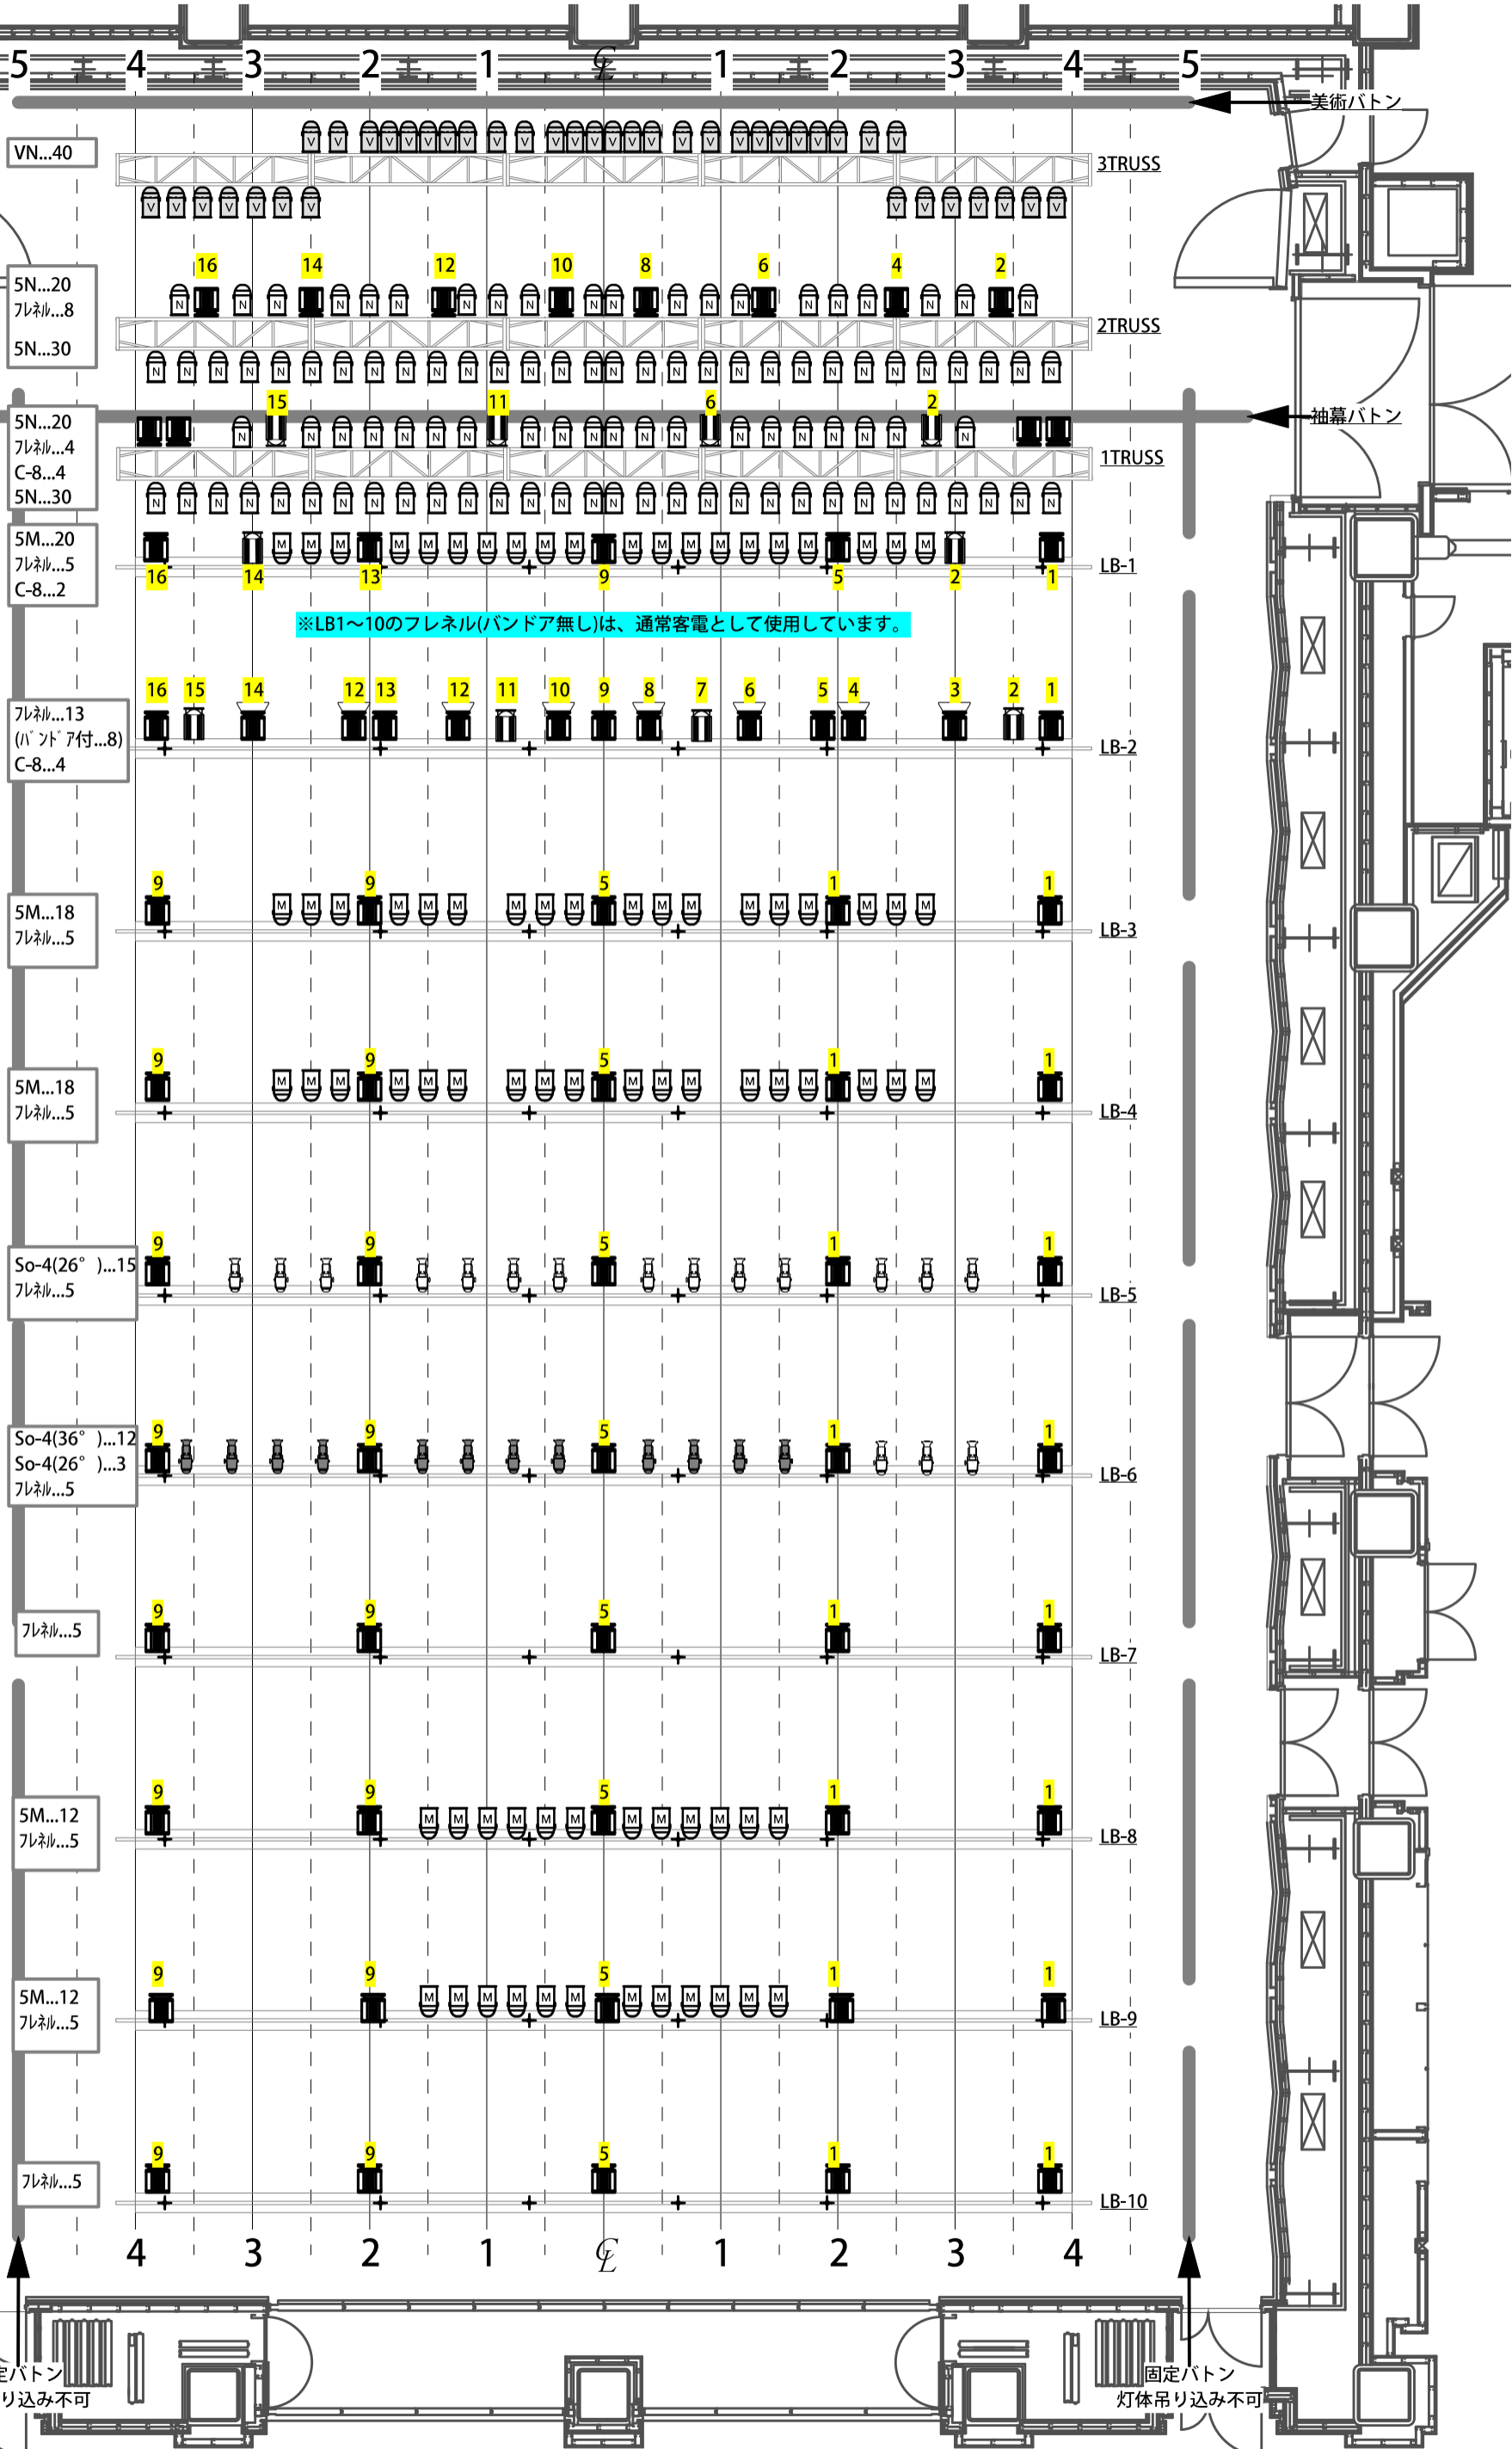 5 4 3 2 1 ℄ 1 2 3 4 5
美術バトン
VN...40
V V V V V V V V V V V V V V V V V V V V V V V V V V
3TRUSS
V V V V V V V V V V V V V V
16 14 12 10 8 6 4 2
5N...20
ﾌﾚﾈﾙ...8
5N...30
N N N N N N N N N N N N N N N N N N N N
2TRUSS
N N N N N N N N N N N N N N N N N N N N N N N N N N N N N N
15 11 6 2
袖幕バトン
5N...20
ﾌﾚﾈﾙ...4
C-8...4
5N...30
N N N N N N N N N N N N N N N N N N N N
1TRUSS
N N N N N N N N N N N N N N N N N N N N N N N N N N N N N N
5M...20
ﾌﾚﾈﾙ...5
C-8...2
M M M M M M M M M M M M M M M M M M M M
LB-1
16 14 13 9 5 2 1
※LB1～10のフレネル(バンドア無し)は、通常客電として使用しています。
16 15 14 12 13 12 11 10 9 8 7 6 5 4 3 2 1
ﾌﾚﾈﾙ...13
(ﾊﾞﾝﾄﾞｱ付...8)
C-8...4
LB-2
9 9 5 1 1
5M...18
ﾌﾚﾈﾙ...5
M M M M M M M M M M M M M M M M M M
LB-3
9 9 5 1 1
5M...18
ﾌﾚﾈﾙ...5
M M M M M M M M M M M M M M M M M M
LB-4
9 9 5 1 1
So-4(26°)...15
ﾌﾚﾈﾙ...5
LB-5
9 9 5 1 1
So-4(36°)...12
So-4(26°)...3
ﾌﾚﾈﾙ...5
LB-6
9 9 5 1 1
ﾌﾚﾈﾙ...5
LB-7
9 9 5 1 1
5M...12
ﾌﾚﾈﾙ...5
M M M M M M M M M M M M
LB-8
9 9 5 1 1
5M...12
ﾌﾚﾈﾙ...5
M M M M M M M M M M M M
LB-9
9 9 5 1 1
ﾌﾚﾈﾙ...5
LB-10
4 3 2 1 ℄ 1 2 3 4
定バトン
り込み不可
固定バトン
灯体吊り込み不可